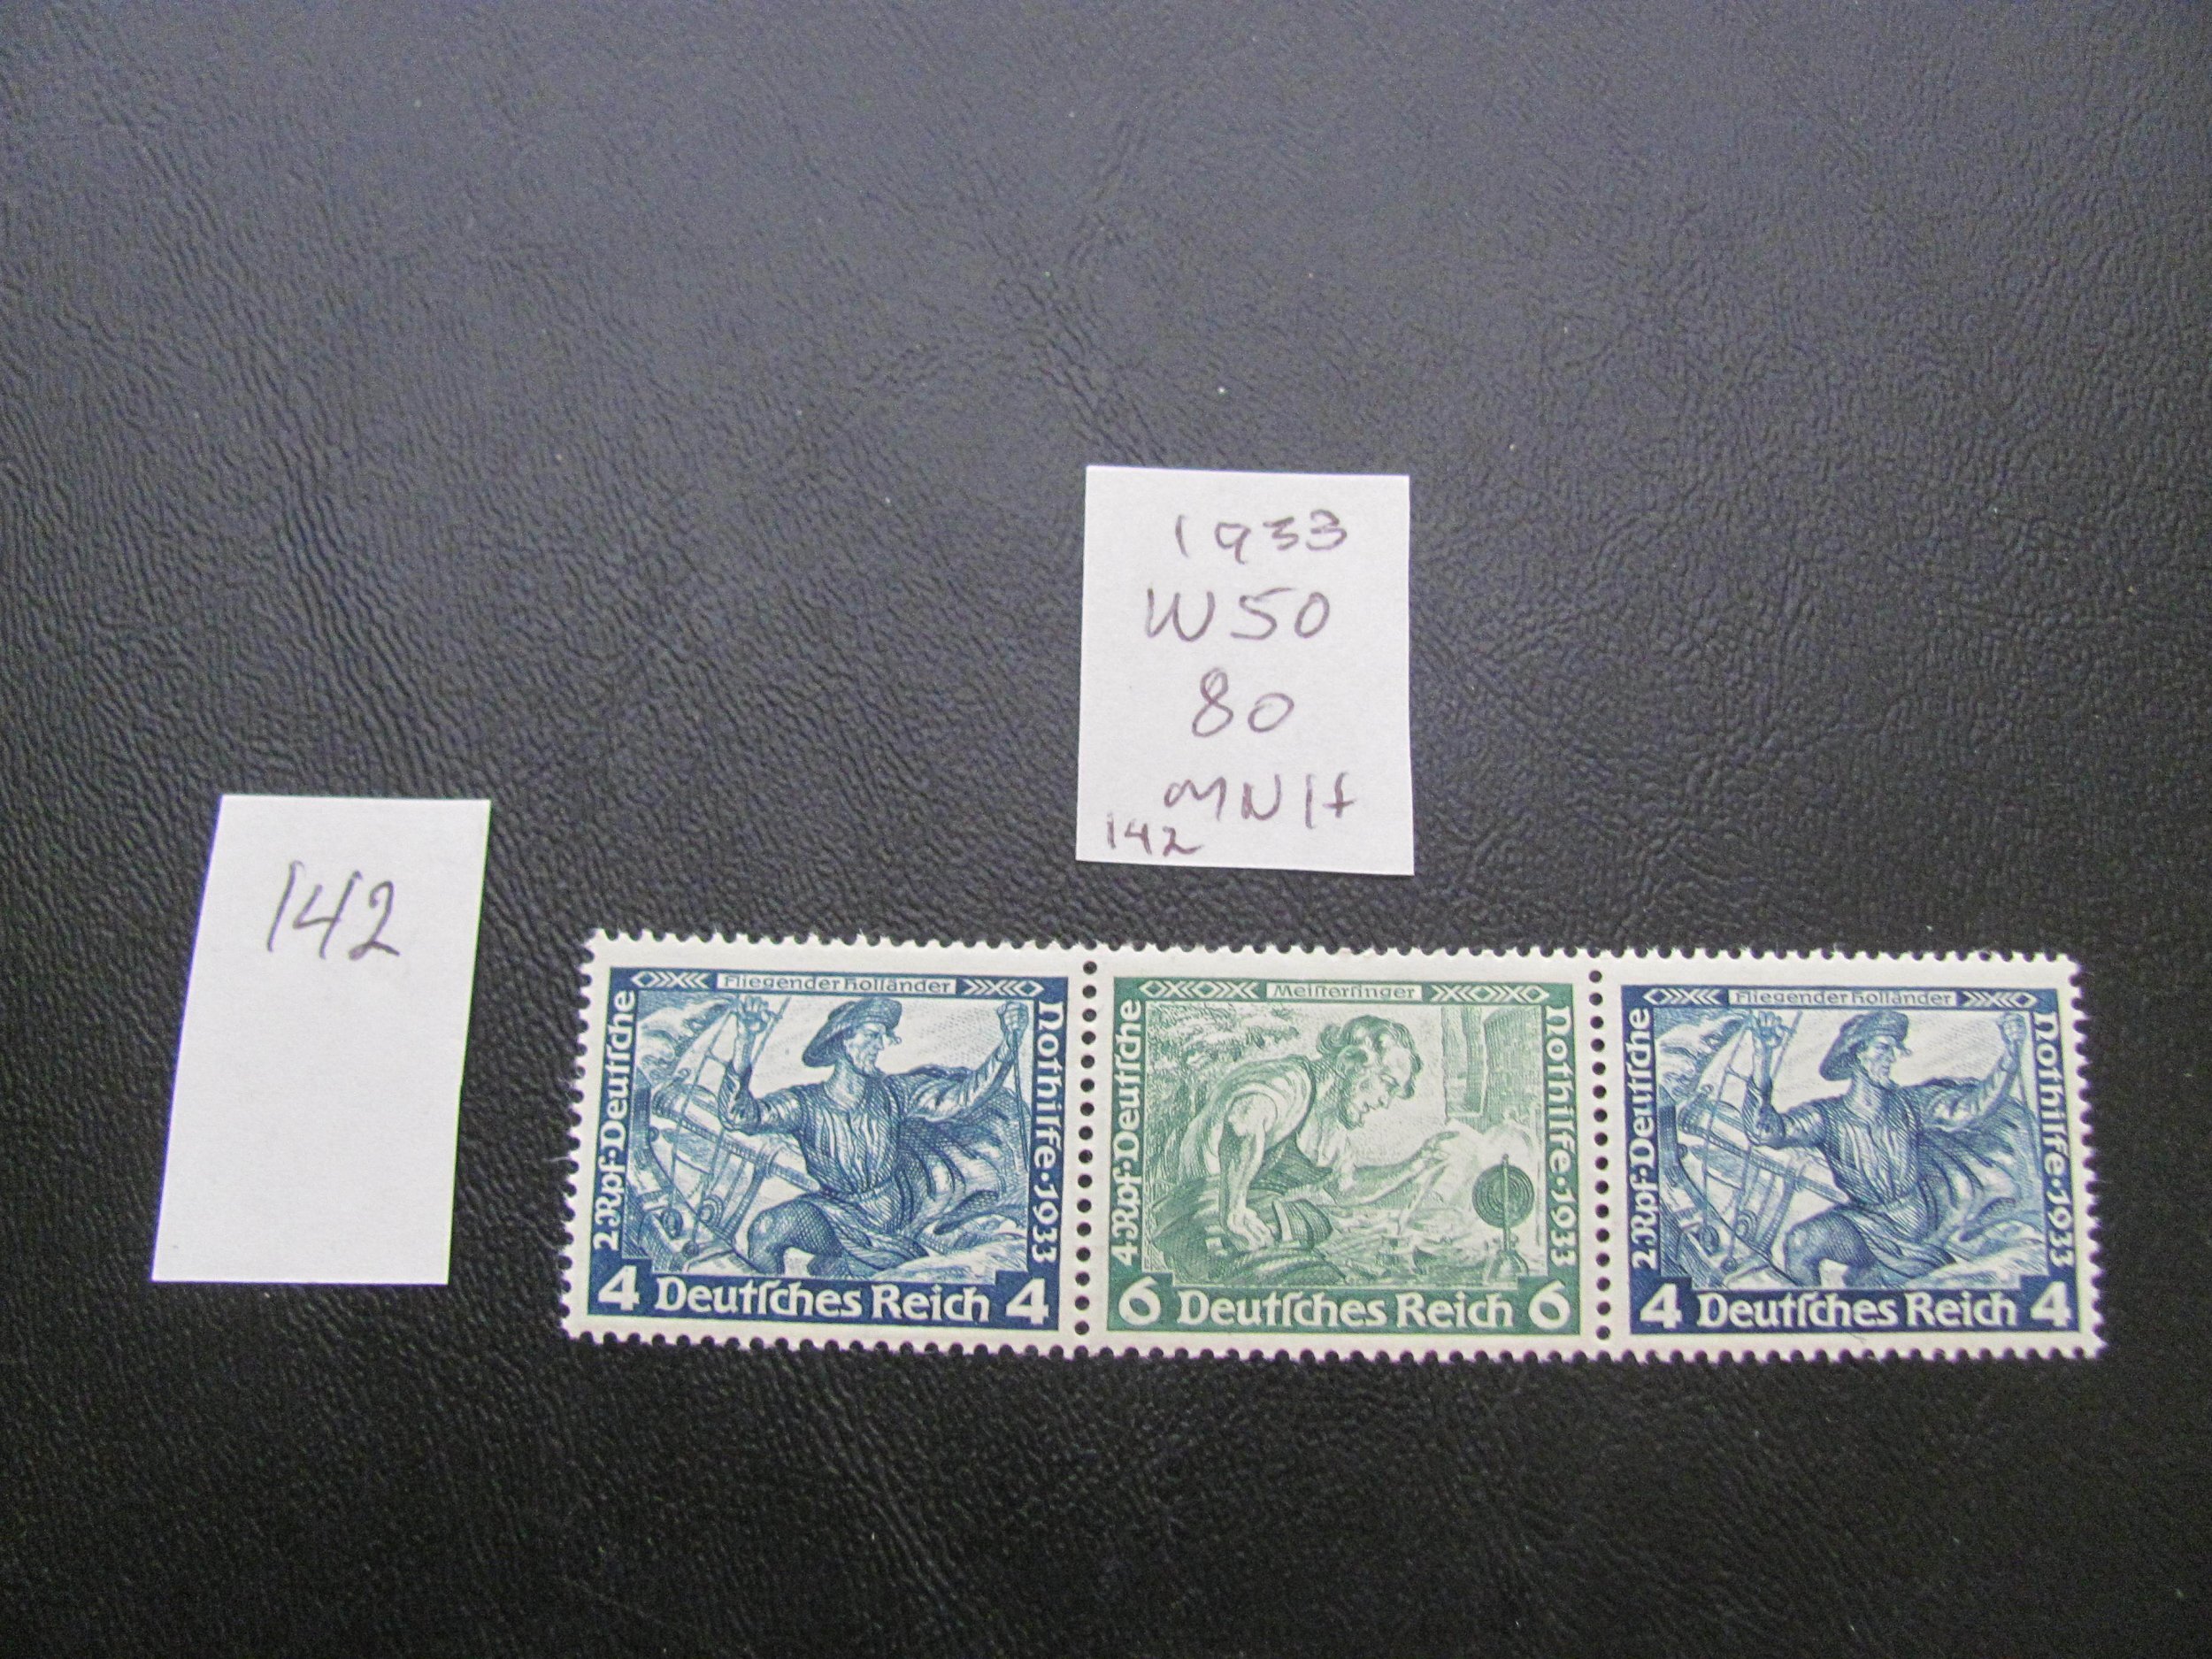 1933
W50
80
MNH
142
142
Fliegender Holländer
2 Rpf·Deutſche
Nothilfe·1933
4 Deutſches Reich 4
Meiſterſinger
4 Rpf·Deutſche
Nothilfe·1933
6 Deutſches Reich 6
Fliegender Holländer
2 Rpf·Deutſche
Nothilfe·1933
4 Deutſches Reich 4